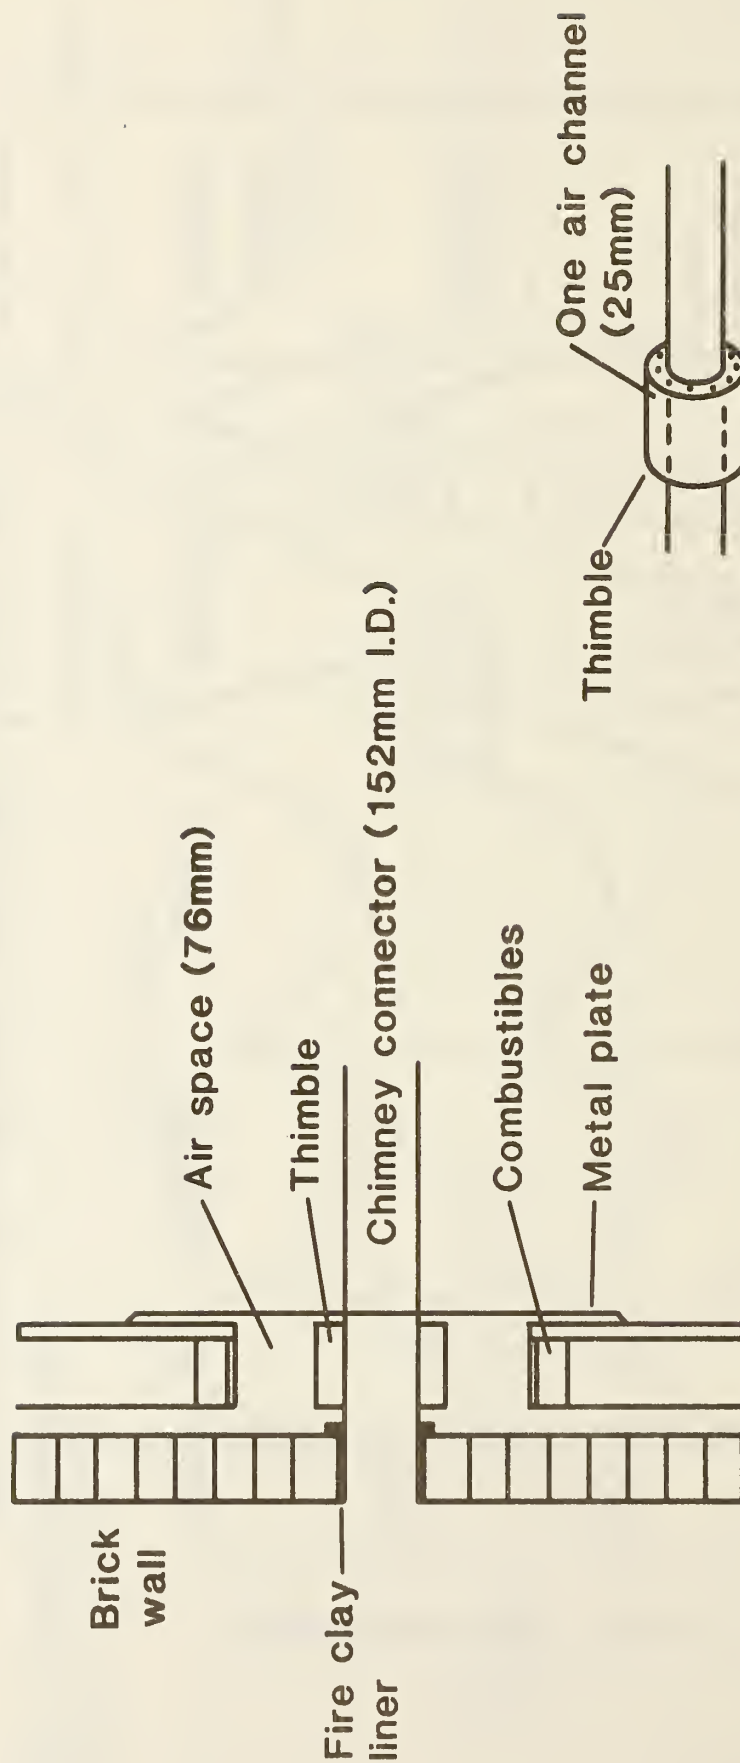 Brick
wall
Fire clay
liner
Air space (76mm)
Thimble
Chimney connector (152mm I.D.)
Combustibles
Metal plate
Thimble
One air channel
(25mm)